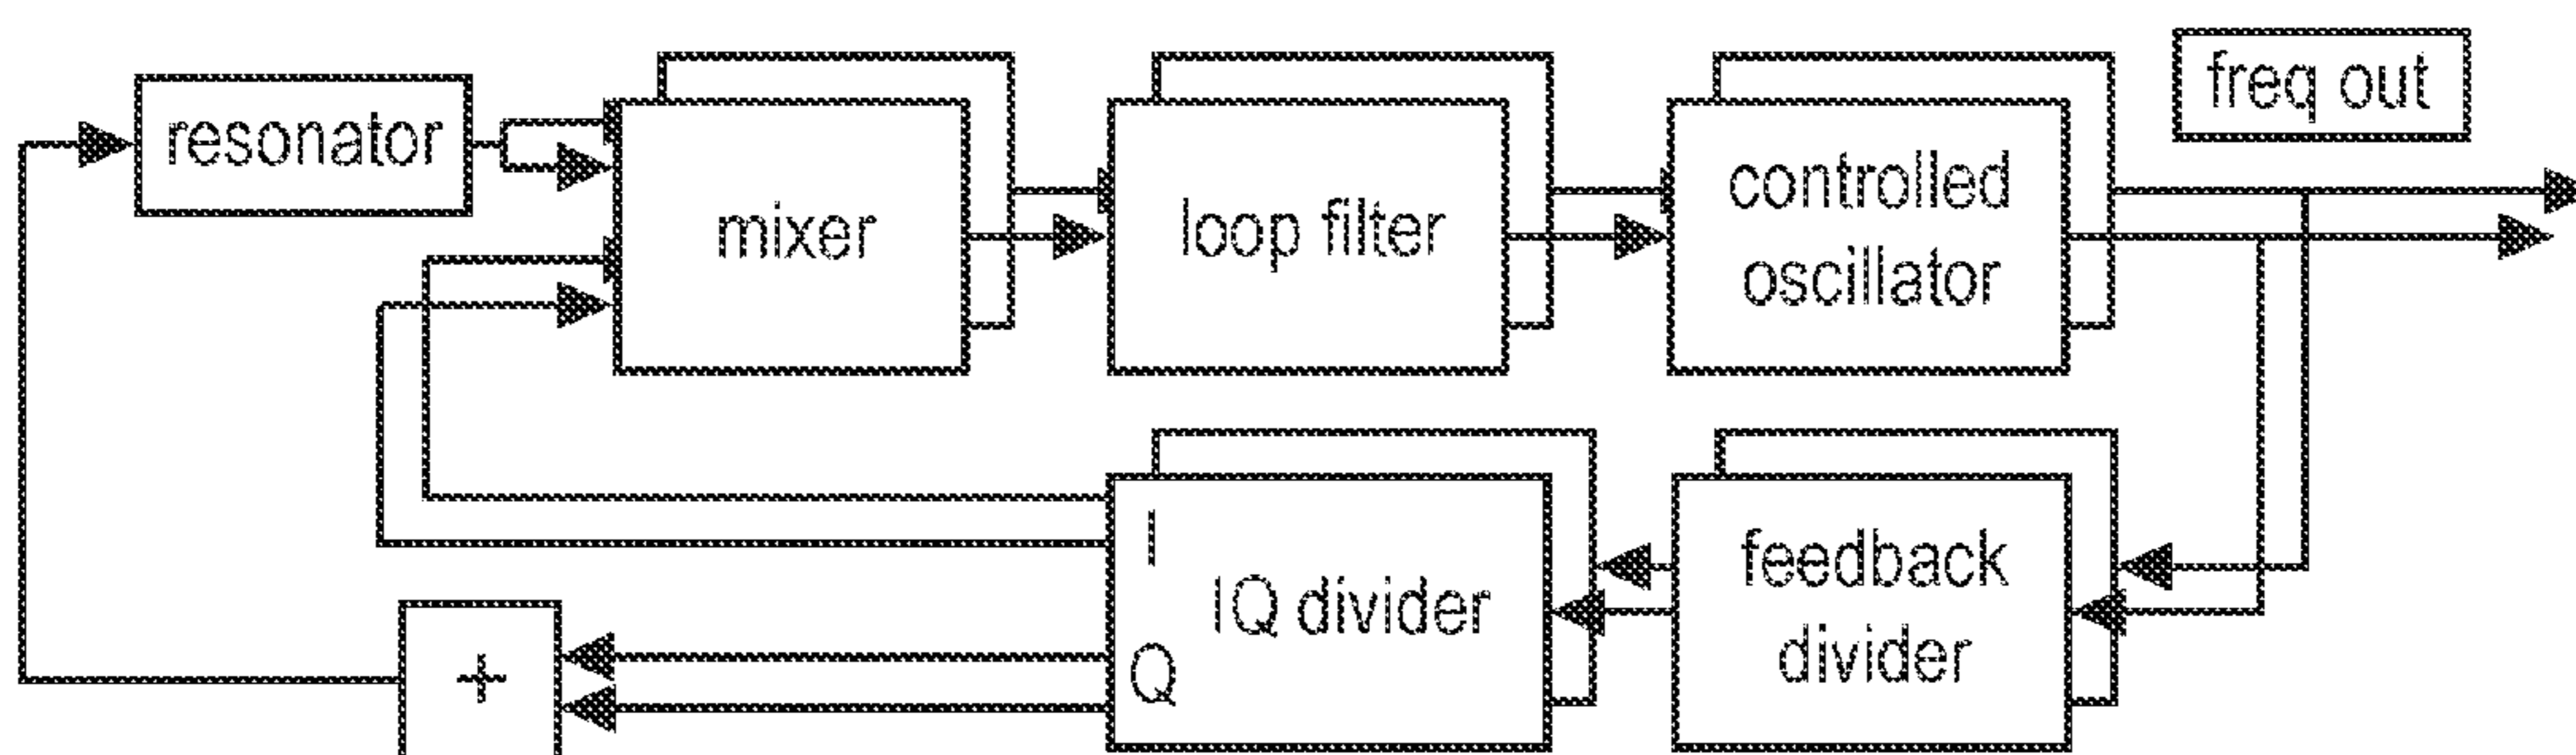 freq out
resonator
mixer
loop filter
controlled
oscillator
I
IQ divider
Q
feedback
divider
+